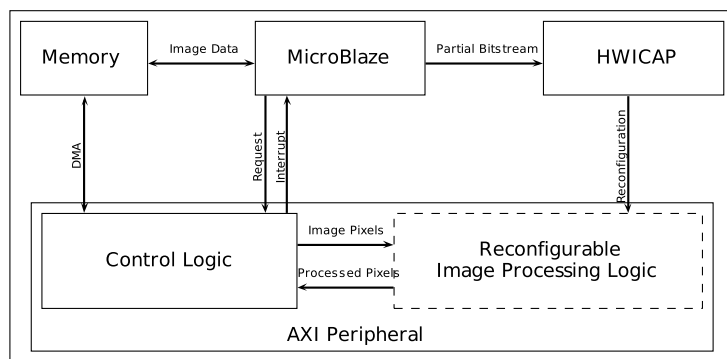 Memory
Image Data
MicroBlaze
Partial Bitstream
HWICAP
DMA
Request
Interrupt
Reconfiguration
Control Logic
Image Pixels
Processed Pixels
Reconfigurable
Image Processing Logic
AXI Peripheral